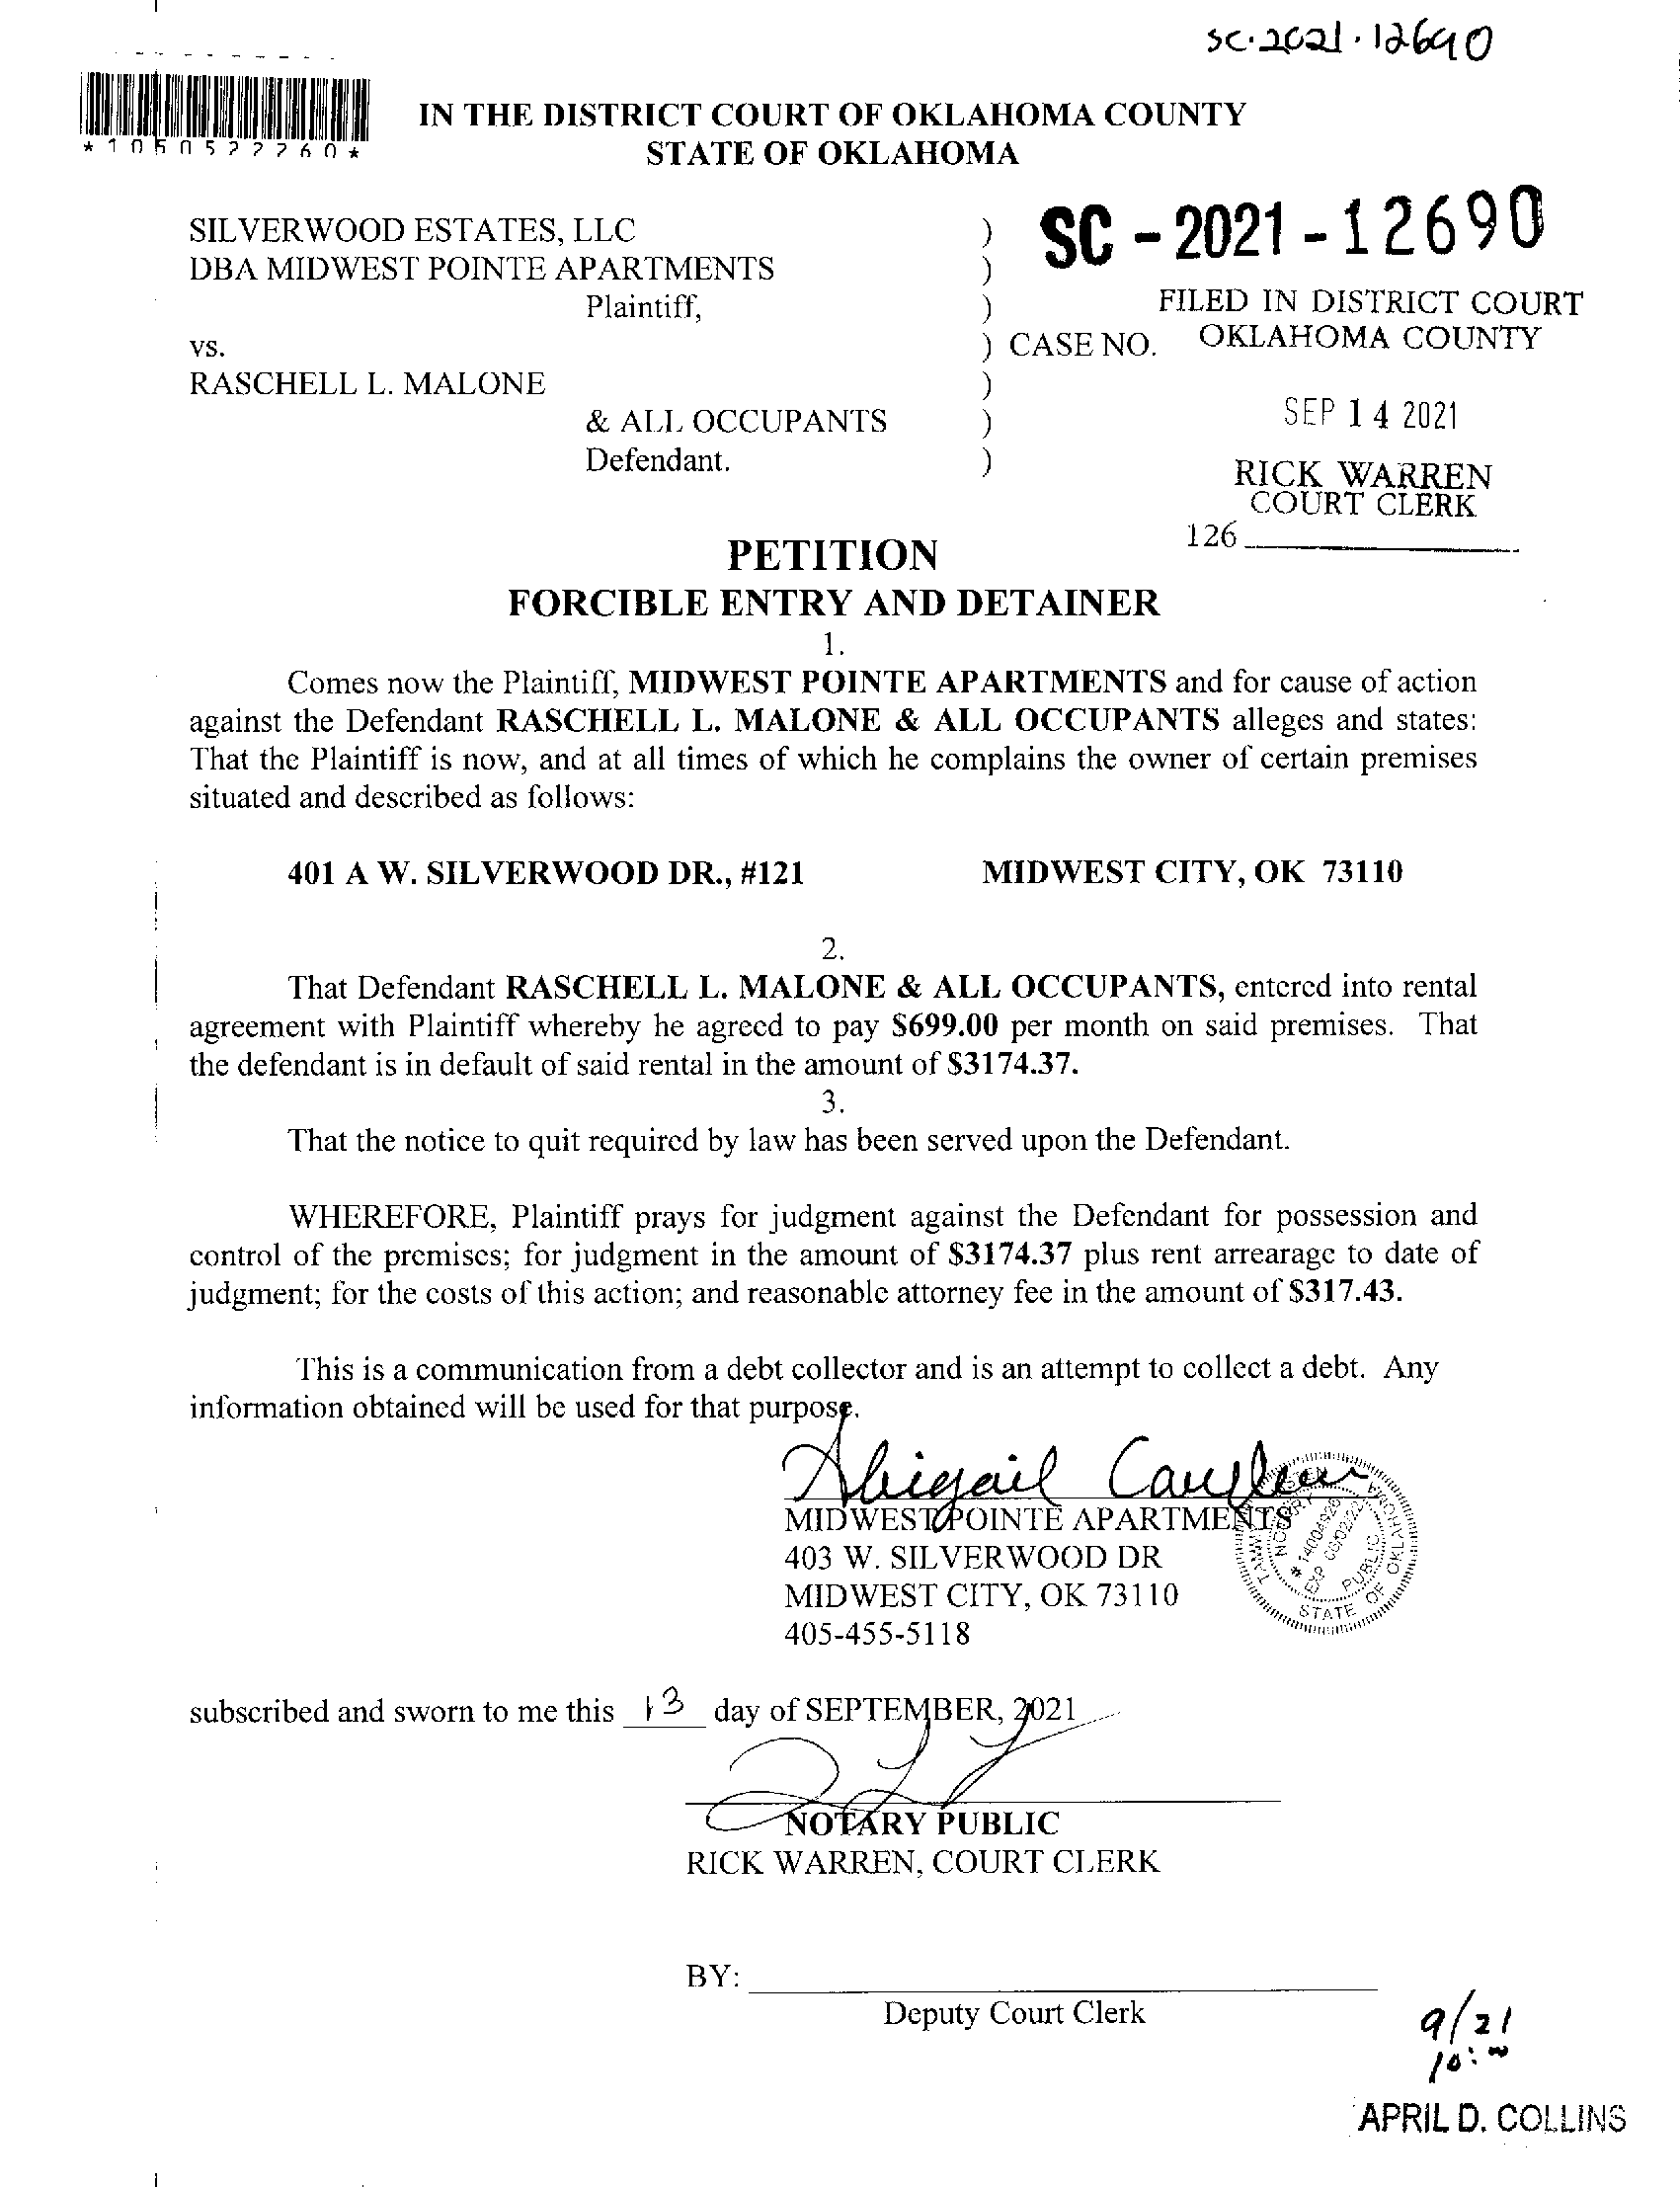 SC-2021-12690
*1050522260*
IN THE DISTRICT COURT OF OKLAHOMA COUNTY
STATE OF OKLAHOMA
SILVERWOOD ESTATES, LLC )
DBA MIDWEST POINTE APARTMENTS )
Plaintiff, )
vs. ) CASE NO.
RASCHELL L. MALONE )
& ALL OCCUPANTS )
Defendant. )
SC - 2021 - 12690
FILED IN DISTRICT COURT
OKLAHOMA COUNTY
SEP 14 2021
RICK WARREN
COURT CLERK
126
PETITION
FORCIBLE ENTRY AND DETAINER
1.
Comes now the Plaintiff, MIDWEST POINTE APARTMENTS and for cause of action
against the Defendant RASCHELL L. MALONE & ALL OCCUPANTS alleges and states:
That the Plaintiff is now, and at all times of which he complains the owner of certain premises
situated and described as follows:
401 A W. SILVERWOOD DR., #121 MIDWEST CITY, OK 73110
2.
That Defendant RASCHELL L. MALONE & ALL OCCUPANTS, entered into rental
agreement with Plaintiff whereby he agreed to pay $699.00 per month on said premises. That
the defendant is in default of said rental in the amount of $3174.37.
3.
That the notice to quit required by law has been served upon the Defendant.
WHEREFORE, Plaintiff prays for judgment against the Defendant for possession and
control of the premises; for judgment in the amount of $3174.37 plus rent arrearage to date of
judgment; for the costs of this action; and reasonable attorney fee in the amount of $317.43.
This is a communication from a debt collector and is an attempt to collect a debt. Any
information obtained will be used for that purpose.
Abigail
MIDWEST POINTE APARTMENTS
403 W. SILVERWOOD DR
MIDWEST CITY, OK 73110
405-455-5118
NOTARY PUBLIC
# 14004926
STATE OF OKLAHOMA
subscribed and sworn to me this 13 day of SEPTEMBER, 2021
NOTARY PUBLIC
RICK WARREN, COURT CLERK
BY:
Deputy Court Clerk
9/21
10:00
APRIL D. COLLINS